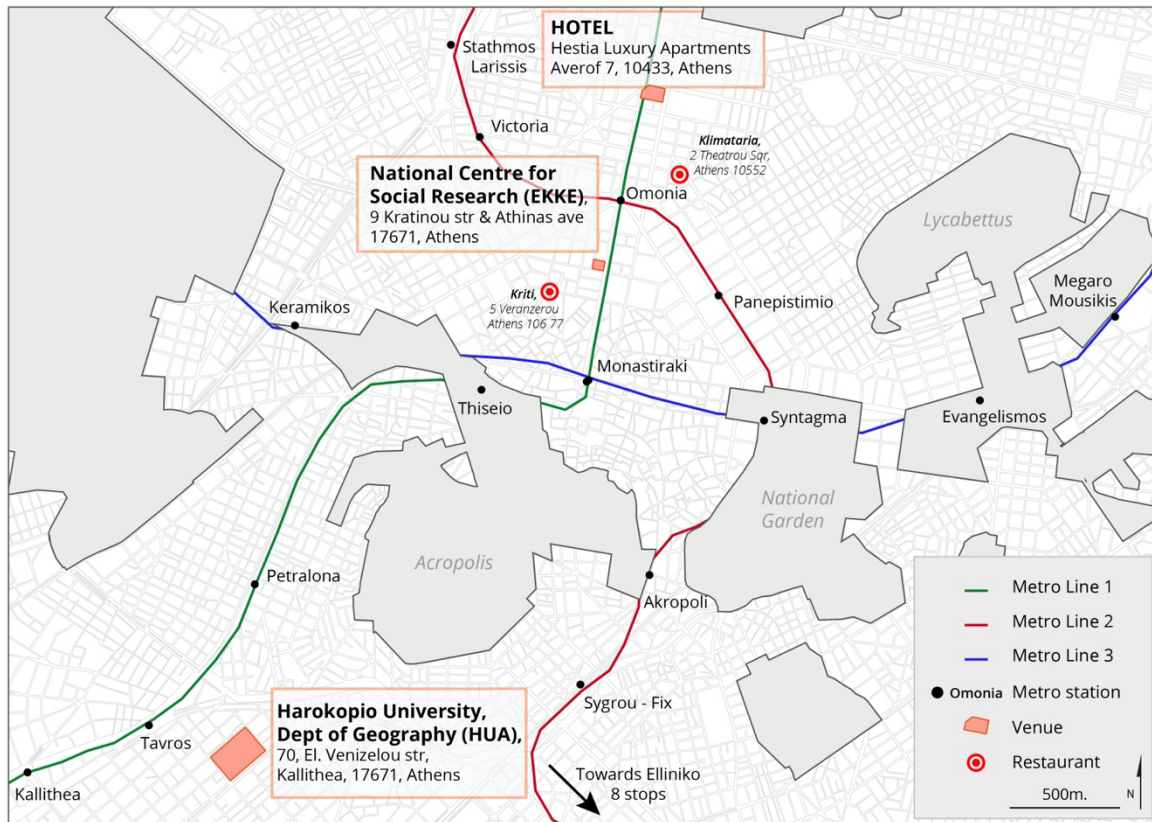 HOTEL
Hestia Luxury Apartments
Averof 7, 10433, Athens
Stathmos
Larissis
Victoria
Klimataria,
2 Theatrou Sqr,
Athens 10552
National Centre for
Social Research (EKKE),
9 Kratinou str & Athinas ave
17671, Athens
Omonia
Lycabettus
Megaro
Mousikis
Keramikos
Kriti,
5 Veranzerou
Athens 106 77
Panepistimio
Monastiraki
Thiseio
Syntagma
Evangelismos
National
Garden
Acropolis
Petralona
Akropoli
Sygrou - Fix
Harokopio University,
Dept of Geography (HUA),
70, El. Venizelou str,
Kallithea, 17671, Athens
Tavros
Kallithea
Towards Elliniko
8 stops
Metro Line 1
Metro Line 2
Metro Line 3
Omonia Metro station
Venue
Restaurant
500m.
N